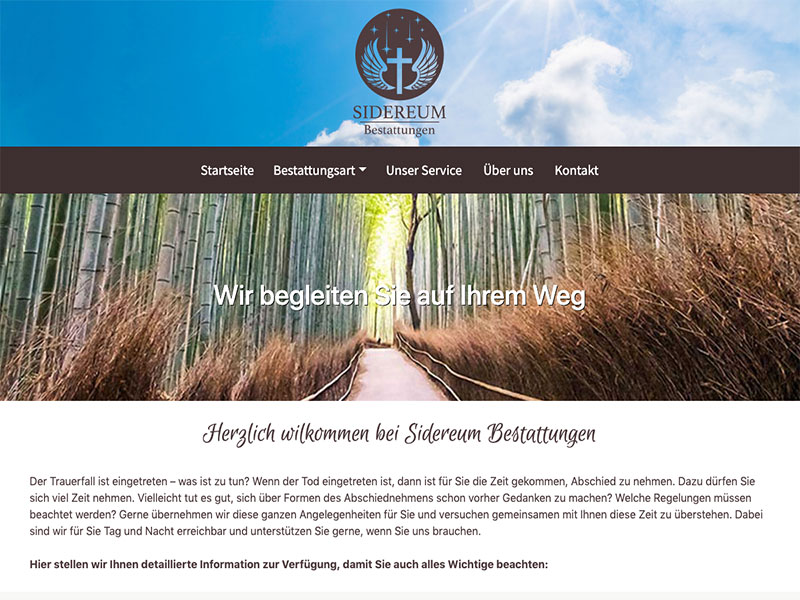 SIDEREUM
Bestattungen
Startseite Bestattungsart Unser Service Über uns Kontakt
Wir begleiten Sie auf Ihrem Weg
Herzlich wilkommen bei Sidereum Bestattungen
Der Trauerfall ist eingetreten – was ist zu tun? Wenn der Tod eingetreten ist, dann ist für Sie die Zeit gekommen, Abschied zu nehmen. Dazu dürfen Sie
sich viel Zeit nehmen. Vielleicht tut es gut, sich über Formen des Abschiednehmens schon vorher Gedanken zu machen? Welche Regelungen müssen
beachtet werden? Gerne übernehmen wir diese ganzen Angelegenheiten für Sie und versuchen gemeinsamen mit Ihnen diese Zeit zu überstehen. Dabei
sind wir für Sie Tag und Nacht erreichbar und unterstützen Sie gerne, wenn Sie uns brauchen.
Hier stellen wir Ihnen detaillierte Information zur Verfügung, damit Sie auch alles Wichtige beachten: